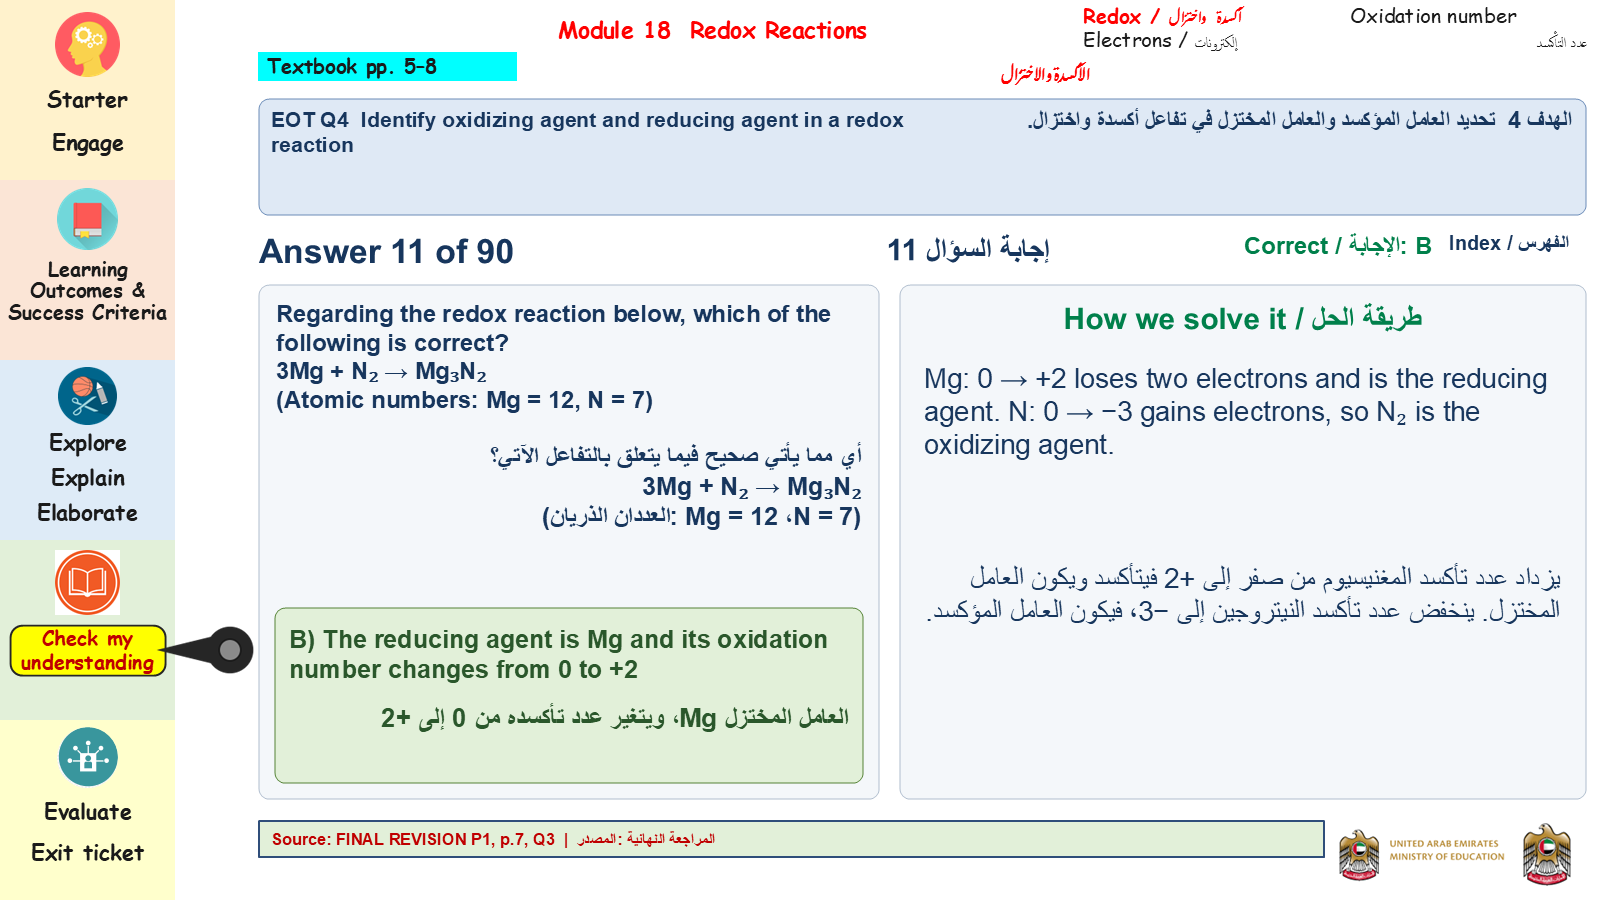 Starter
Engage
Learning
Outcomes &
Success Criteria
Explore
Explain
Elaborate
Check my
understanding
Evaluate
Exit ticket
Module 18  Redox Reactions
Redox / أكسدة واختزال
Electrons / إلكترونات
Oxidation number
عدد التأكسد
Textbook pp. 5–8
الأكسدة والاختزال
EOT Q4  Identify oxidizing agent and reducing agent in a redox
reaction
الهدف 4  تحديد العامل المؤكسد والعامل المختزل في تفاعل أكسدة واختزال.
Answer 11 of 90
إجابة السؤال 11
Correct / الإجابة: B
Index / الفهرس
Regarding the redox reaction below, which of the
following is correct?
3Mg + N₂ → Mg₃N₂
(Atomic numbers: Mg = 12, N = 7)
أي مما يأتي صحيح فيما يتعلق بالتفاعل الآتي؟
3Mg + N₂ → Mg₃N₂
(العددان الذريان: Mg = 12، N = 7)
B) The reducing agent is Mg and its oxidation
number changes from 0 to +2
العامل المختزل Mg، ويتغير عدد تأكسده من 0 إلى +2
How we solve it / طريقة الحل
Mg: 0 → +2 loses two electrons and is the reducing
agent. N: 0 → −3 gains electrons, so N₂ is the
oxidizing agent.
يزداد عدد تأكسد المغنيسيوم من صفر إلى +2 فيتأكسد ويكون العامل
المختزل. ينخفض عدد تأكسد النيتروجين إلى −3، فيكون العامل المؤكسد.
Source: FINAL REVISION P1, p.7, Q3  |  المراجعة النهائية :المصدر
UNITED ARAB EMIRATES
MINISTRY OF EDUCATION